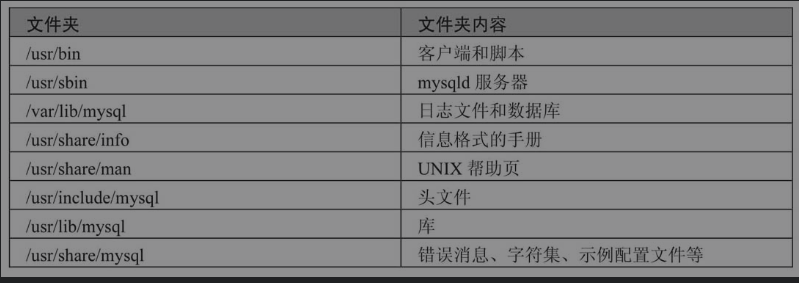 文件夹 文件夹内容
/usr/bin 客户端和脚本
/usr/sbin mysqld 服务器
/var/lib/mysql 日志文件和数据库
/usr/share/info 信息格式的手册
/usr/share/man UNIX 帮助页
/usr/include/mysql 头文件
/usr/lib/mysql 库
/usr/share/mysql 错误消息、字符集、示例配置文件等